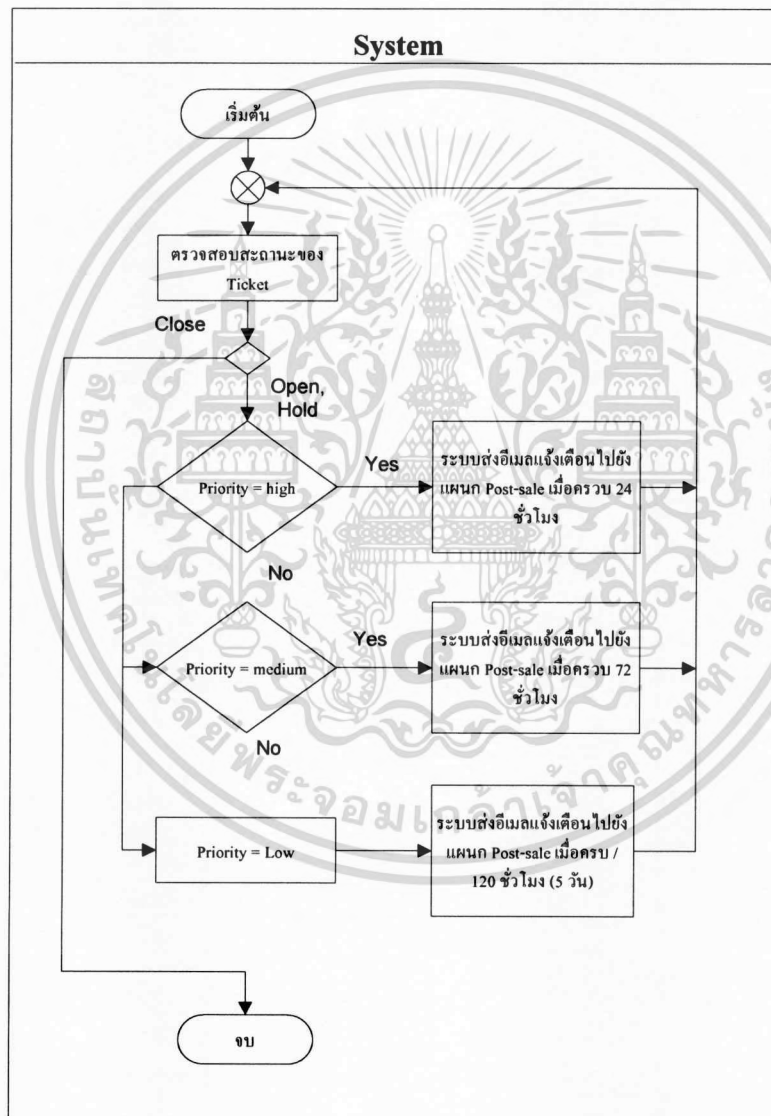 System
เริ่มต้น
ตรวจสอบสถานะของ
Ticket
Close
Open,
Hold
Priority = high
Yes
ระบบส่งอีเมลแจ้งเตือนไปยัง
แผนก Post-sale เมื่อครวบ 24
ชั่วโมง
No
Priority = medium
Yes
ระบบส่งอีเมลแจ้งเตือนไปยัง
แผนก Post-sale เมื่อครวบ 72
ชั่วโมง
No
Priority = Low
ระบบส่งอีเมลแจ้งเตือนไปยัง
แผนก Post-sale เมื่อครบ /
120 ชั่วโมง (5 วัน)
จบ